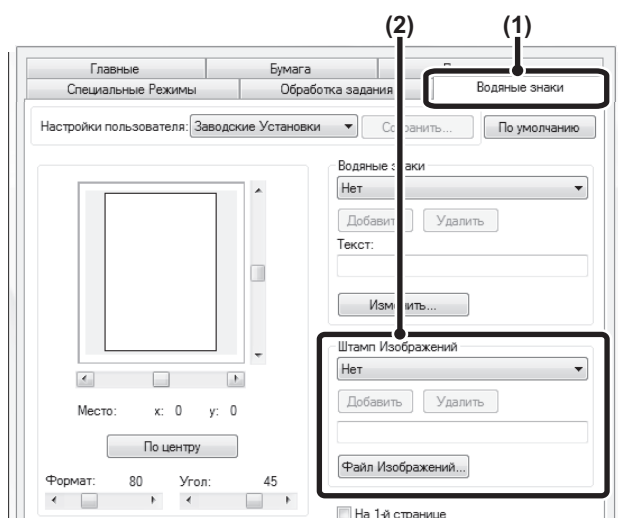 (2) (1)
Главные Бумага
Специальные Режимы Обработка задания Водяные знаки
Настройки пользователя: Заводские Установки Сохранить... По умолчанию
Водяные знаки
Нет
Добавить Удалить
Текст:
Изменить...
Штамп Изображений
Нет
Место: x: 0 y: 0
Добавить Удалить
По центру
Файл Изображений...
Формат: 80 Угол: 45
На 1-й странице